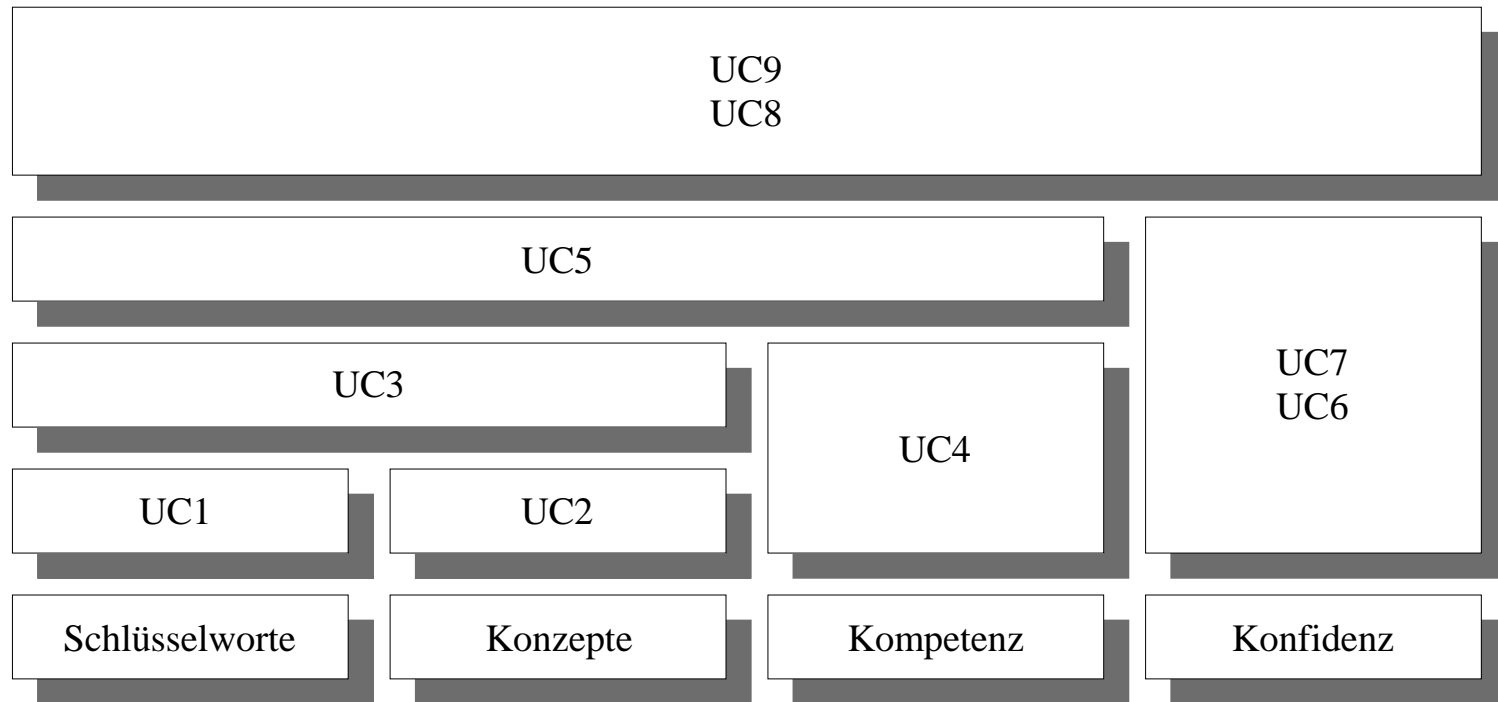 UC9
UC8
UC5
UC7
UC6
UC3
UC4
UC1
UC2
Schlüsselworte
Konzepte
Kompetenz
Konfidenz